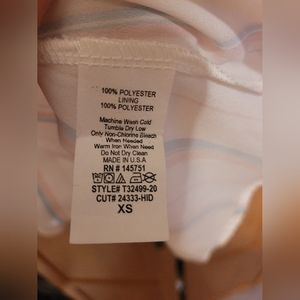 100% POLYESTER
LINING
100% POLYESTER
Machine Wash Cold
Tumble Dry Low
Only Non-Chlorine Bleach
When Needed
Warm Iron When Need
Do Not Dry Clean
MADE IN U.S.A
RN # 145751
STYLE# T32499-20
CUT# 24333-HID
XS